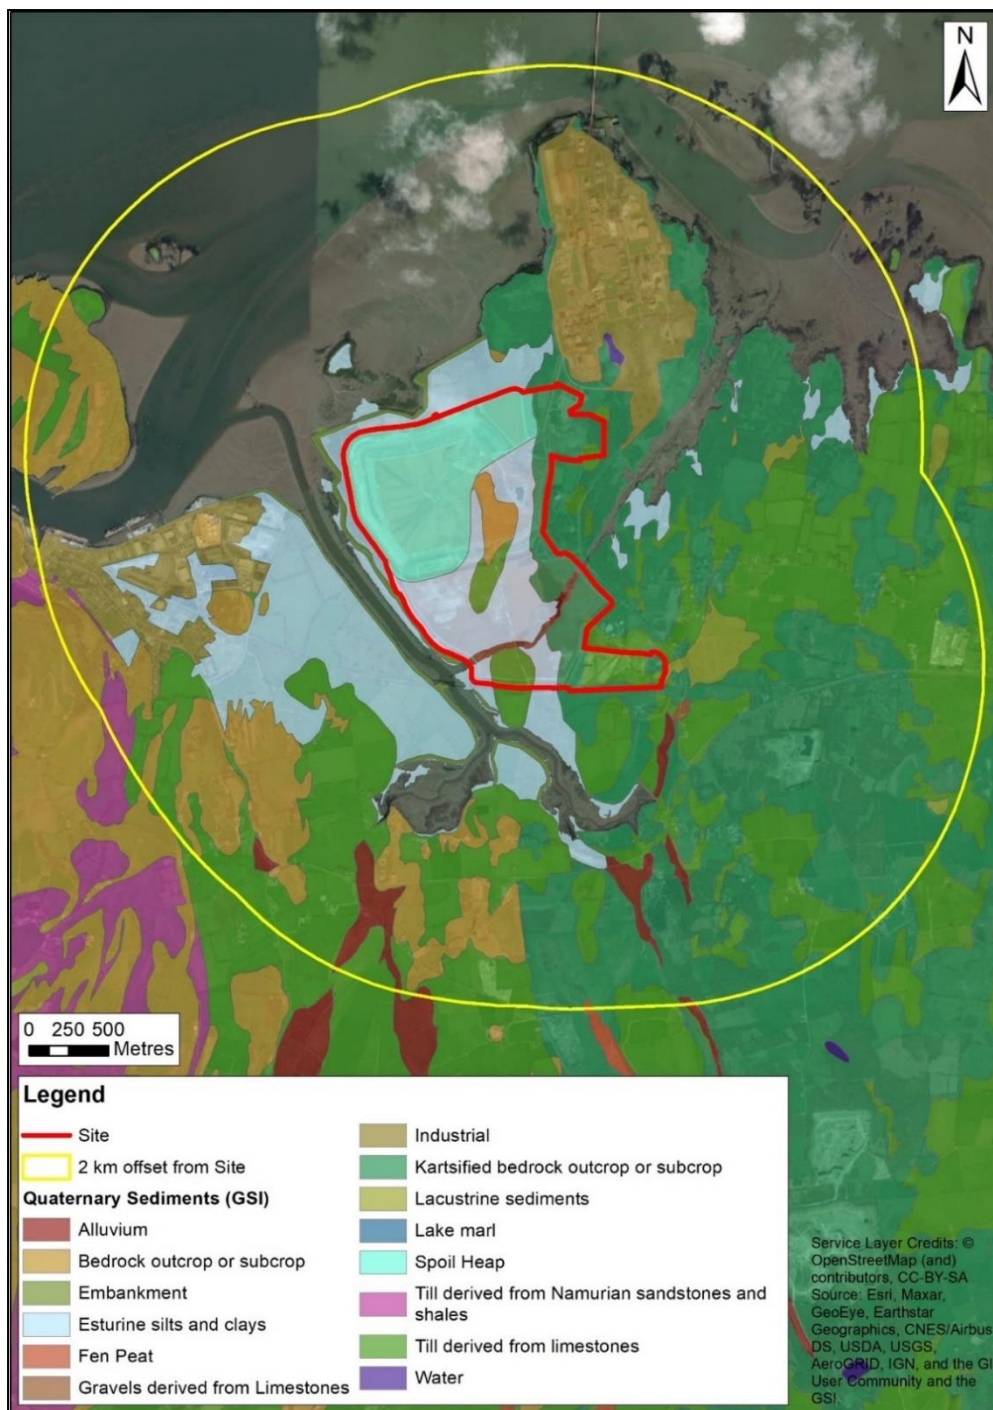 N
0 250 500
Metres
Legend
Site
2 km offset from Site
Quaternary Sediments (GSI)
Alluvium
Bedrock outcrop or subcrop
Embankment
Esturine silts and clays
Fen Peat
Gravels derived from Limestones
Industrial
Kartsified bedrock outcrop or subcrop
Lacustrine sediments
Lake marl
Spoil Heap
Till derived from Namurian sandstones and
shales
Till derived from limestones
Water
Service Layer Credits: ©
OpenStreetMap (and)
contributors, CC-BY-SA
Source: Esri, Maxar,
GeoEye, Earthstar
Geographics, CNES/Airbus
DS, USDA, USGS,
AeroGRID, IGN, and the GI
User Community and the
GSI.